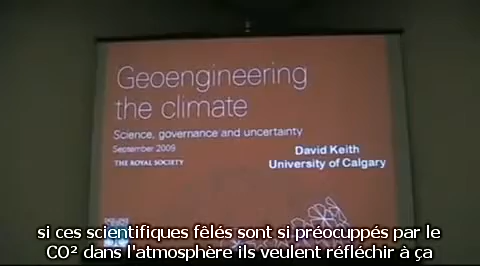 Geoengineering
the climate
Science, governance and uncertainty
September 2009
THE ROYAL SOCIETY
David Keith
University of Calgary
si ces scientifiques fêlés sont si préoccupés par le
CO² dans l'atmosphère ils veulent réfléchir à ça